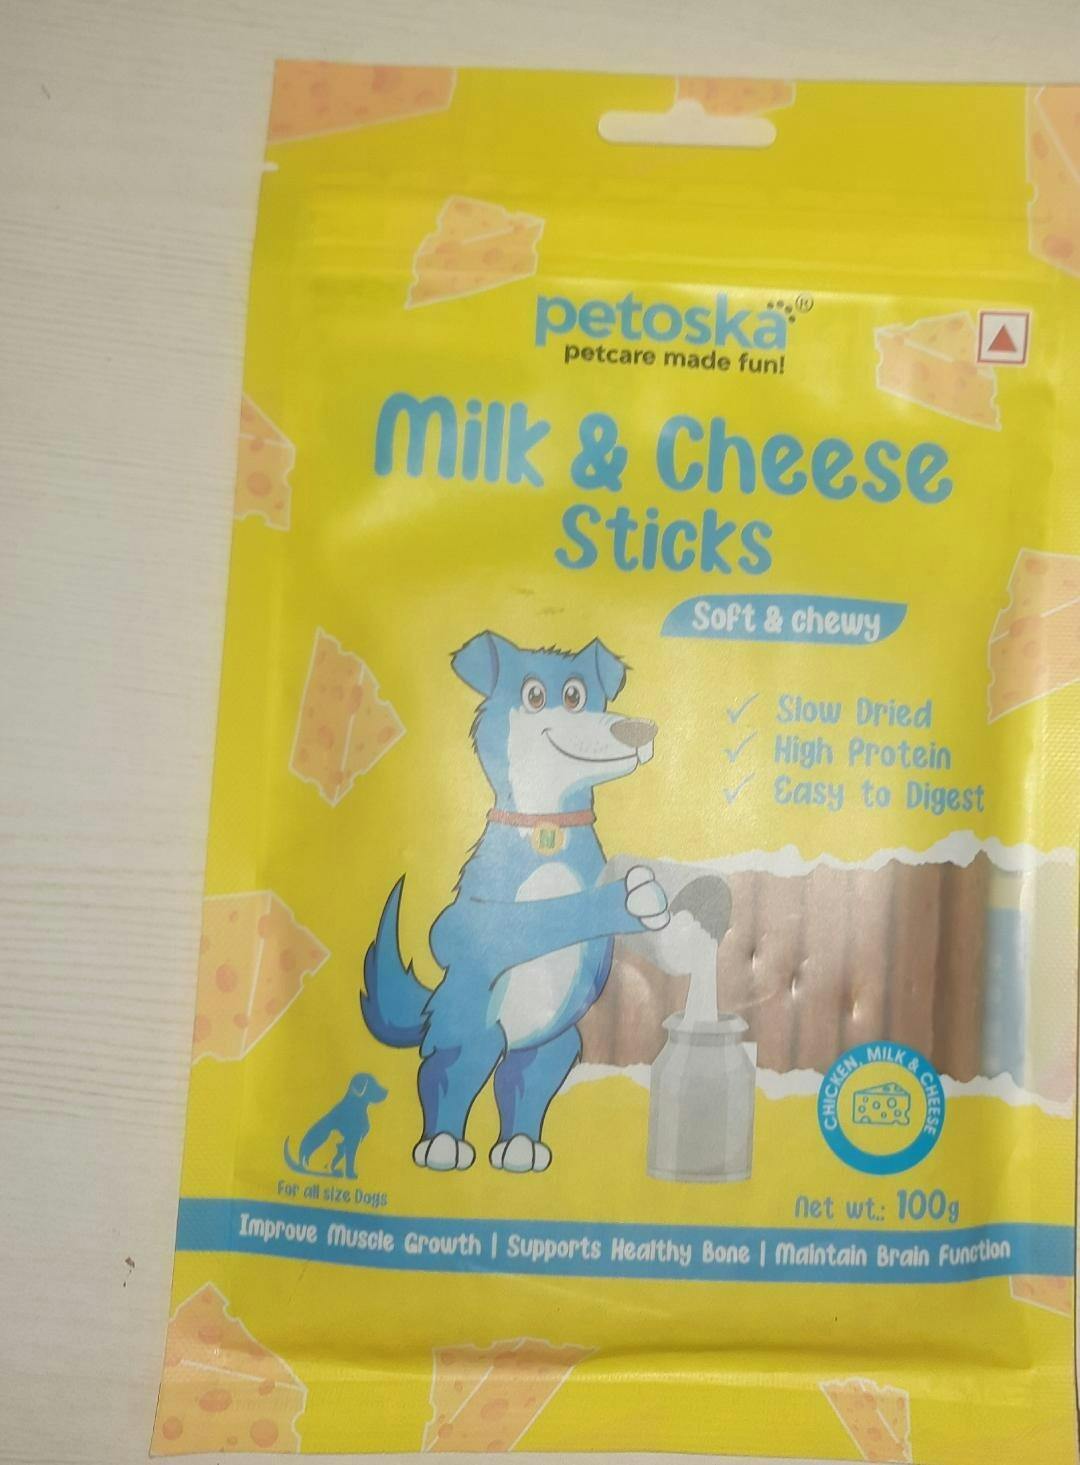 petoska®
petcare made fun!
Milk & Cheese
Sticks
Soft & chewy
✓ Slow Dried
✓ High Protein
✓ Easy to Digest
N
CHICKEN, MILK & CHEESE
For all size Dogs
Net wt.: 100g
Improve Muscle Growth | Supports Healthy Bone | Maintain Brain Function